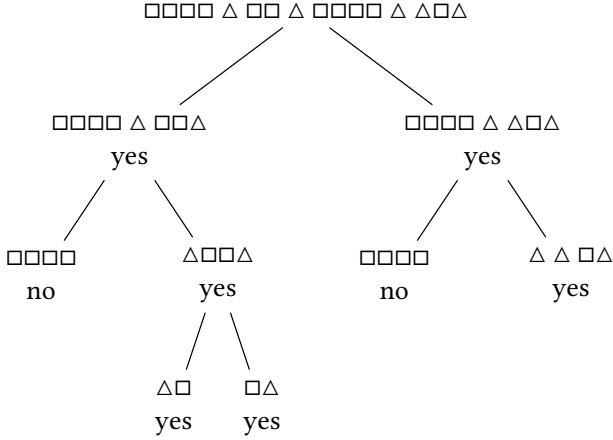 □□□□ △ □□ △ □□□□ △ △□△
□□□□ △ □□△
□□□□ △ △□△
yes
yes
□□□□
△□□△
□□□□
△ △ □△
no
yes
no
yes
△□
□△
yes
yes